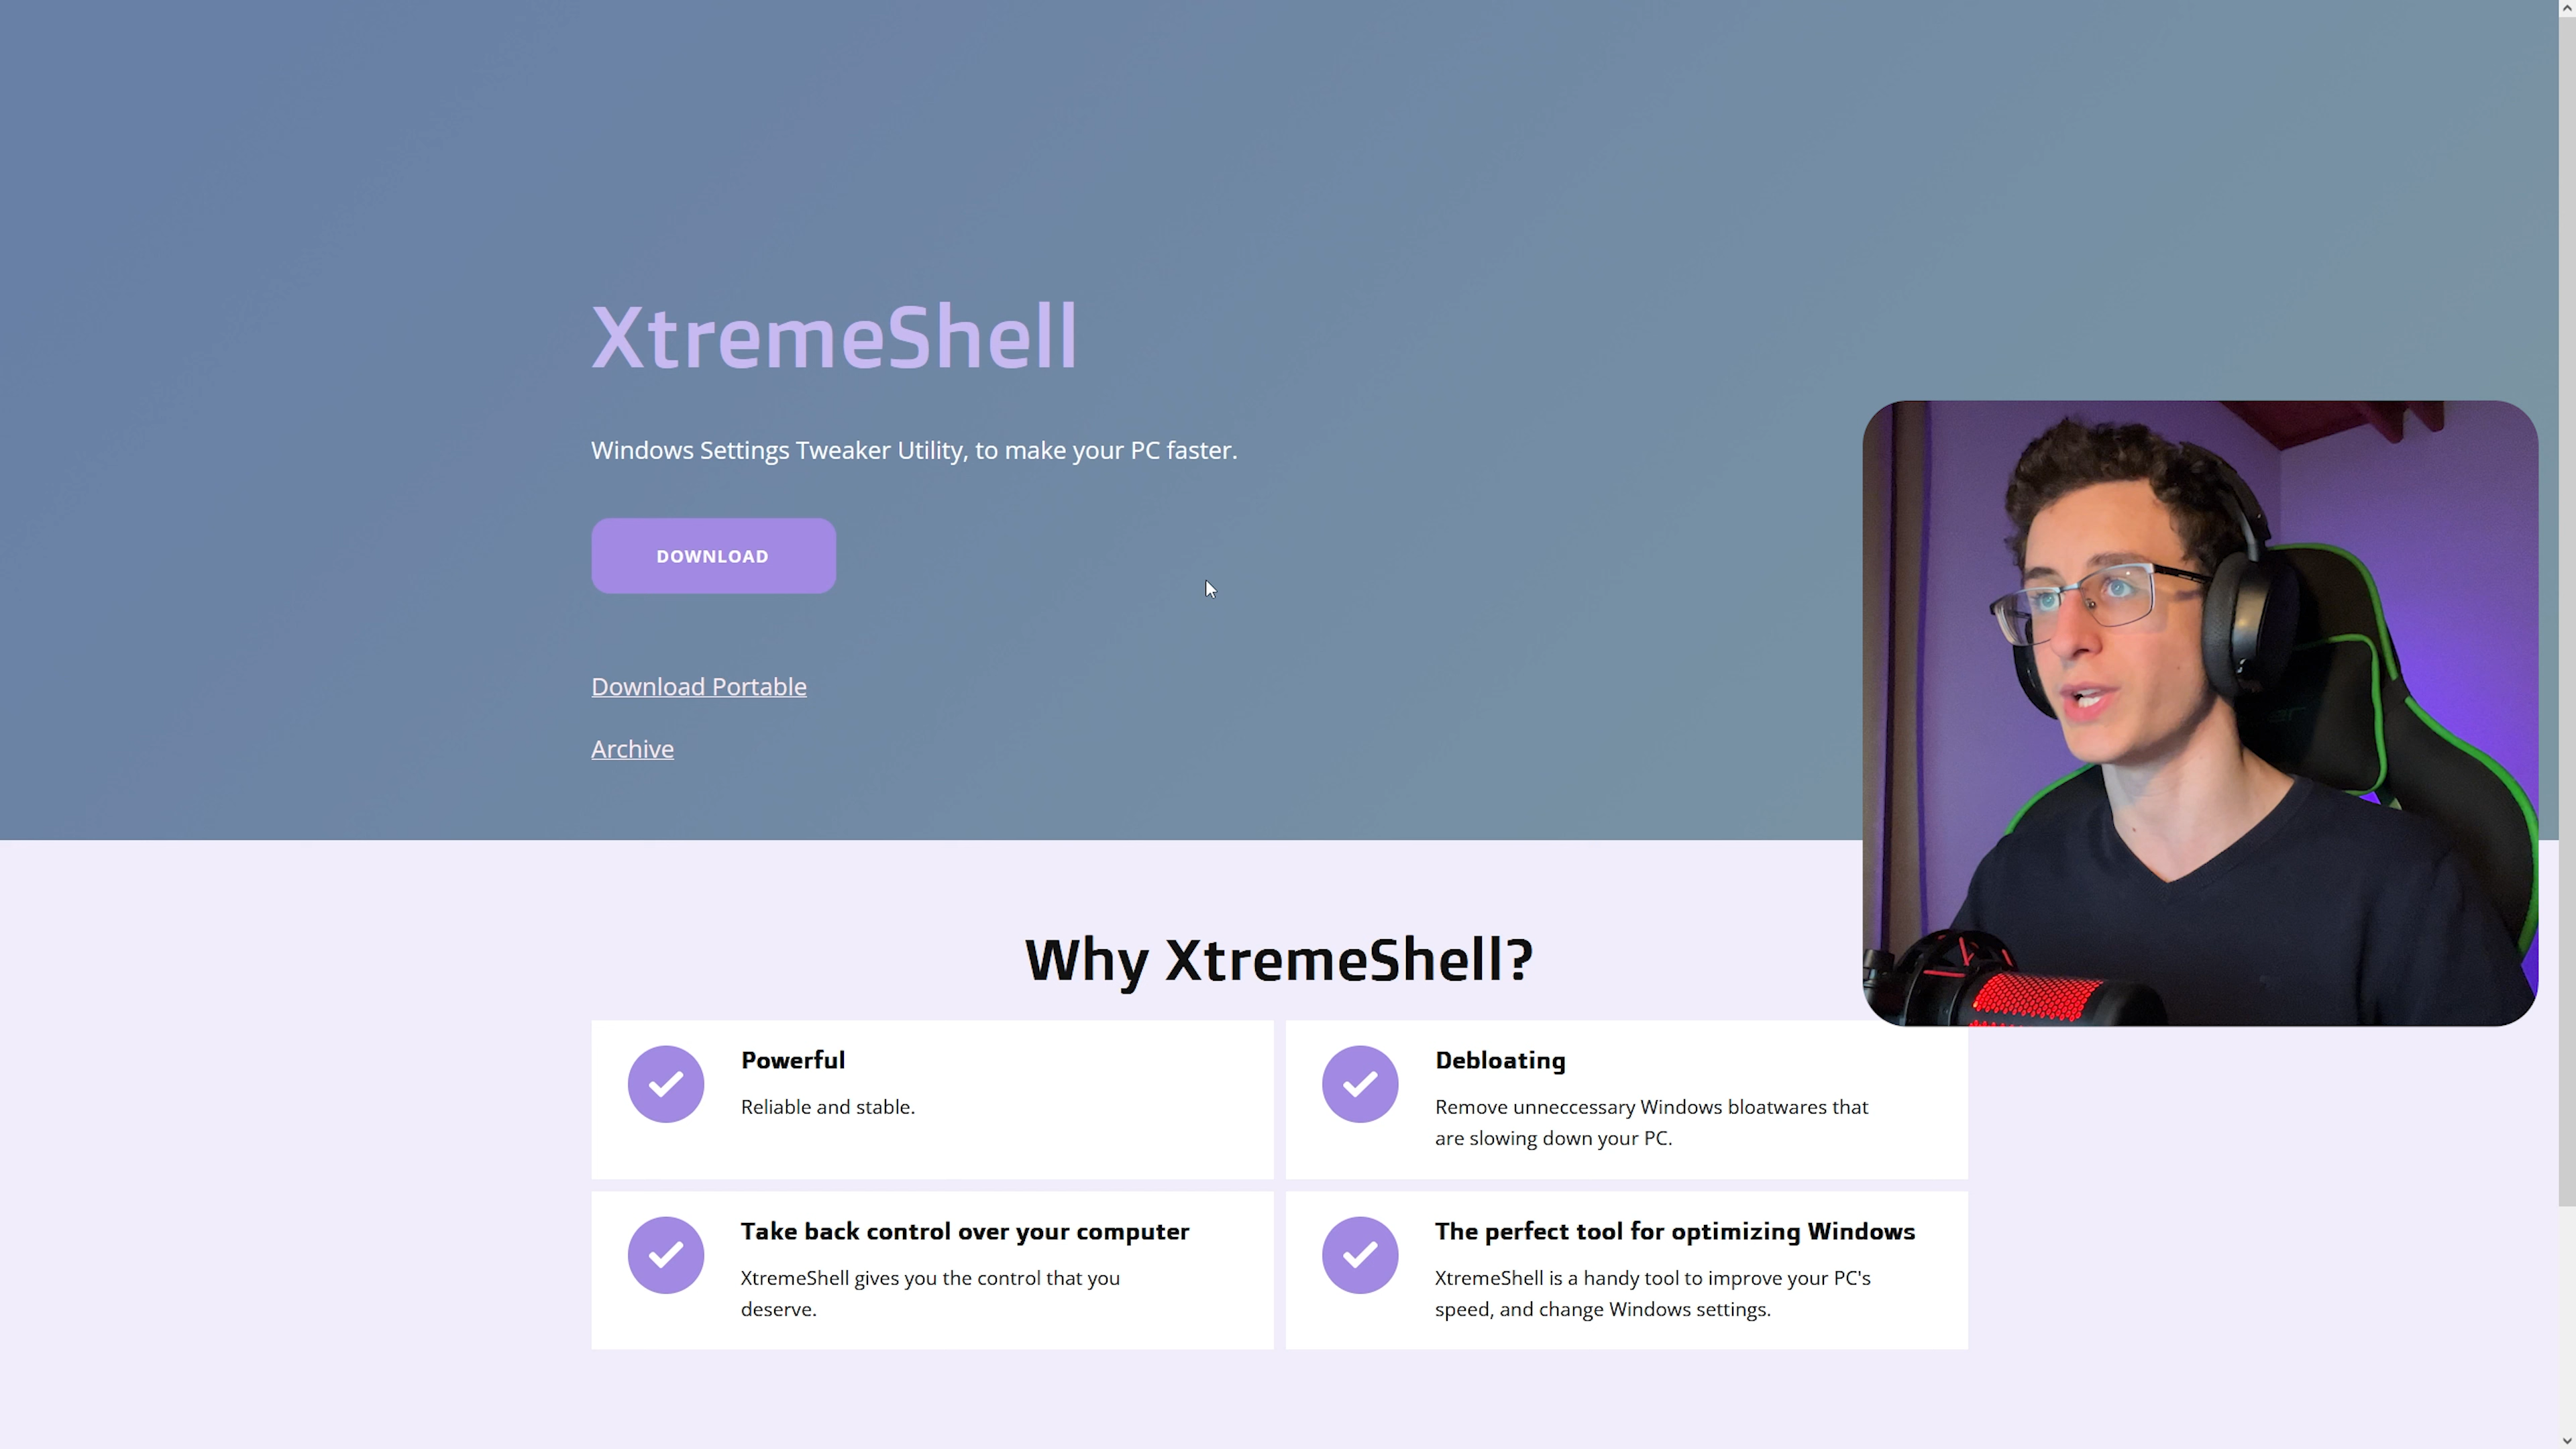 XtremeShell
Windows Settings Tweaker Utility, to make your PC faster.
DOWNLOAD
Download Portable
Archive
Why XtremeShell?
Powerful
Reliable and stable.
Debloating
Remove unneccessary Windows bloatwares that
are slowing down your PC.
Take back control over your computer
XtremeShell gives you the control that you
deserve.
The perfect tool for optimizing Windows
XtremeShell is a handy tool to improve your PC's
speed, and change Windows settings.